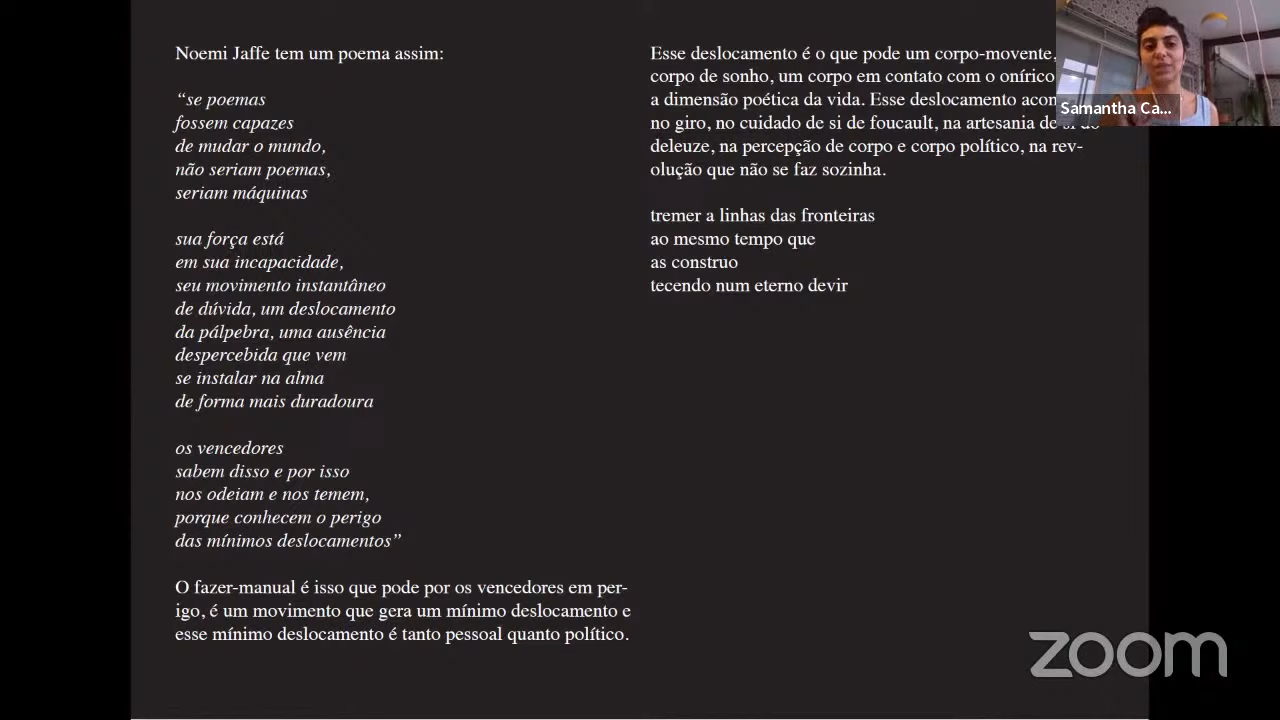 Noemi Jaffe tem um poema assim:
“se poemas
fossem capazes
de mudar o mundo,
não seriam poemas,
seriam máquinas
sua força está
em sua incapacidade,
seu movimento instantâneo
de dúvida, um deslocamento
da pálpebra, uma ausência
despercebida que vem
se instalar na alma
de forma mais duradoura
os vencedores
sabem disso e por isso
nos odeiam e nos temem,
porque conhecem o perigo
das mínimos deslocamentos”
O fazer-manual é isso que pode por os vencedores em per-
igo, é um movimento que gera um mínimo deslocamento e
esse mínimo deslocamento é tanto pessoal quanto político.
Esse deslocamento é o que pode um corpo-movente,
corpo de sonho, um corpo em contato com o onírico
a dimensão poética da vida. Esse deslocamento
no giro, no cuidado de si de foucault, na artesania de si do
deleuze, na percepção de corpo e corpo político, na rev-
olução que não se faz sozinha.
tremer a linhas das fronteiras
ao mesmo tempo que
as construo
tecendo num eterno devir
Samantha Ca...
zoom